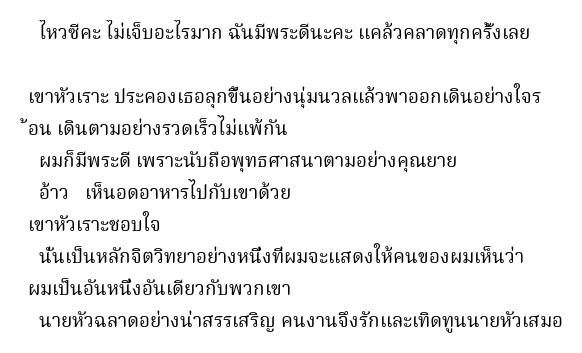 ไหวซีคะ ไม่เจ็บอะไรมาก ฉันมีพระดีนะคะ แคล้วคลาดทุกครั้งเลย
เขาหัวเราะ ประคองเธอลุกขึ้นอย่างนุ่มนวลแล้วพาออกเดินอย่างใจร
้อน เดินตามอย่างรวดเร็วไม่แพ้กัน
ผมก็มีพระดี เพราะนับถือพุทธศาสนาตามอย่างคุณยาย
อ้าว เห็นอดอาหารไปกับเขาด้วย
เขาหัวเราะชอบใจ
นั่นเป็นหลักจิตวิทยาอย่างหนึ่งที่ผมจะแสดงให้คนของผมเห็นว่า
ผมเป็นอันหนึ่งอันเดียวกับพวกเขา
นายหัวฉลาดอย่างน่าสรรเสริญ คนงานจึงรักและเทิดทูนนายหัวเสมอ